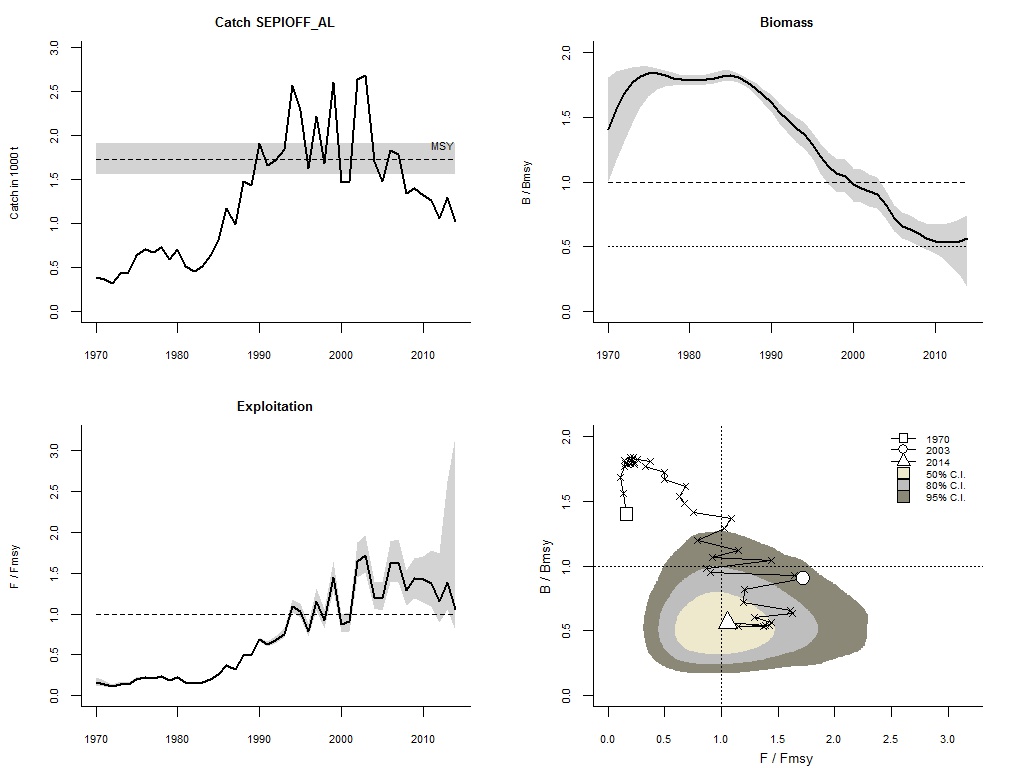 Catch SEPIOFF_AL
Catch in 1000 t
3.0
2.5
2.0
1.5
1.0
0.5
0.0
MSY
1970 1980 1990 2000 2010
Biomass
B / Bmsy
2.0
1.5
1.0
0.5
0.0
1970 1980 1990 2000 2010
Exploitation
F / Fmsy
3.0
2.5
2.0
1.5
1.0
0.5
0.0
1970 1980 1990 2000 2010
B / Bmsy
2.0
1.5
1.0
0.5
0.0
1970
2003
2014
50% C.I.
80% C.I.
95% C.I.
0.0 0.5 1.0 1.5 2.0 2.5 3.0
F / Fmsy